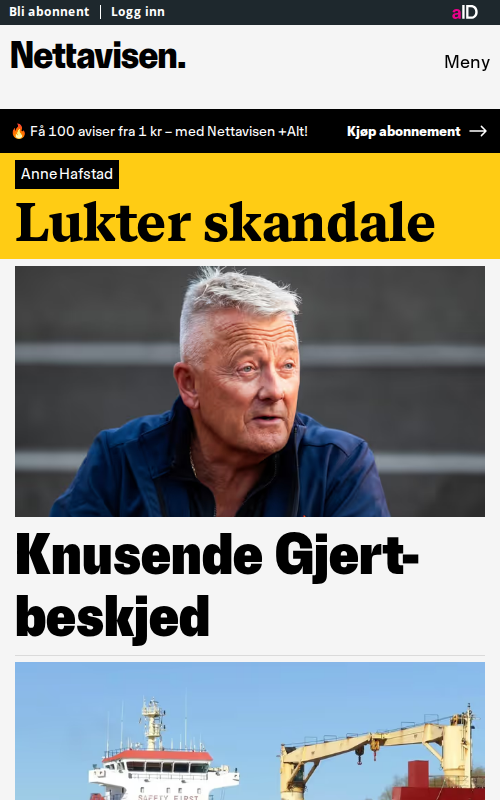 Bli abonnent | Logg inn
aID
Nettavisen.
Meny
🔥 Få 100 aviser fra 1 kr – med Nettavisen +Alt!
Kjøp abonnement →
Anne Hafstad
Lukter skandale
Knusende Gjert-
beskjed
SAFETY FIRST